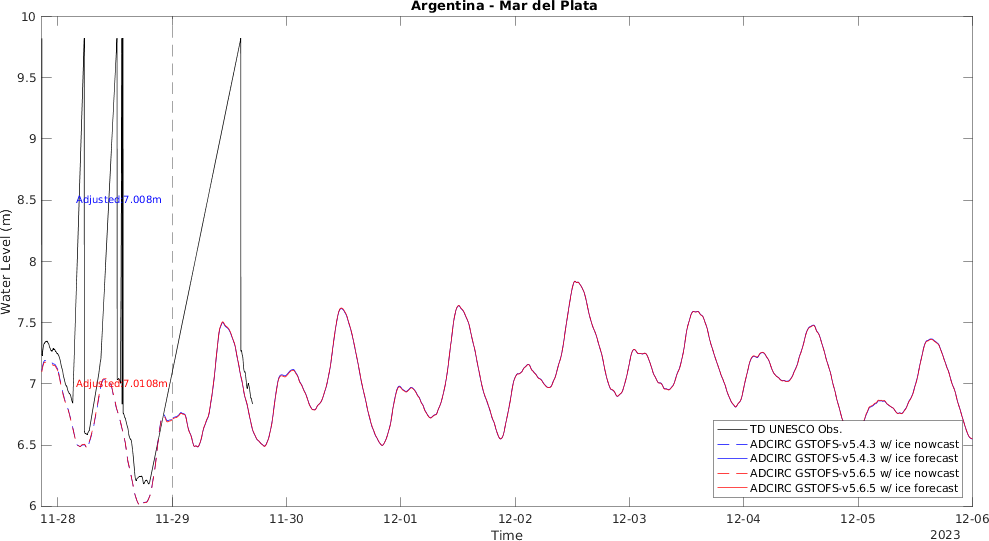 Argentina - Mar del Plata
10
9.5
9
8.5
8
7.5
7
6.5
6
Water Level (m)
Adjusted 7.008m
Adjusted 7.0108m
TD UNESCO Obs.
ADCIRC GSTOFS-v5.4.3 w/ ice nowcast
ADCIRC GSTOFS-v5.4.3 w/ ice forecast
ADCIRC GSTOFS-v5.6.5 w/ ice nowcast
ADCIRC GSTOFS-v5.6.5 w/ ice forecast
11-28 11-29 11-30 12-01 12-02 12-03 12-04 12-05 12-06
Time 2023